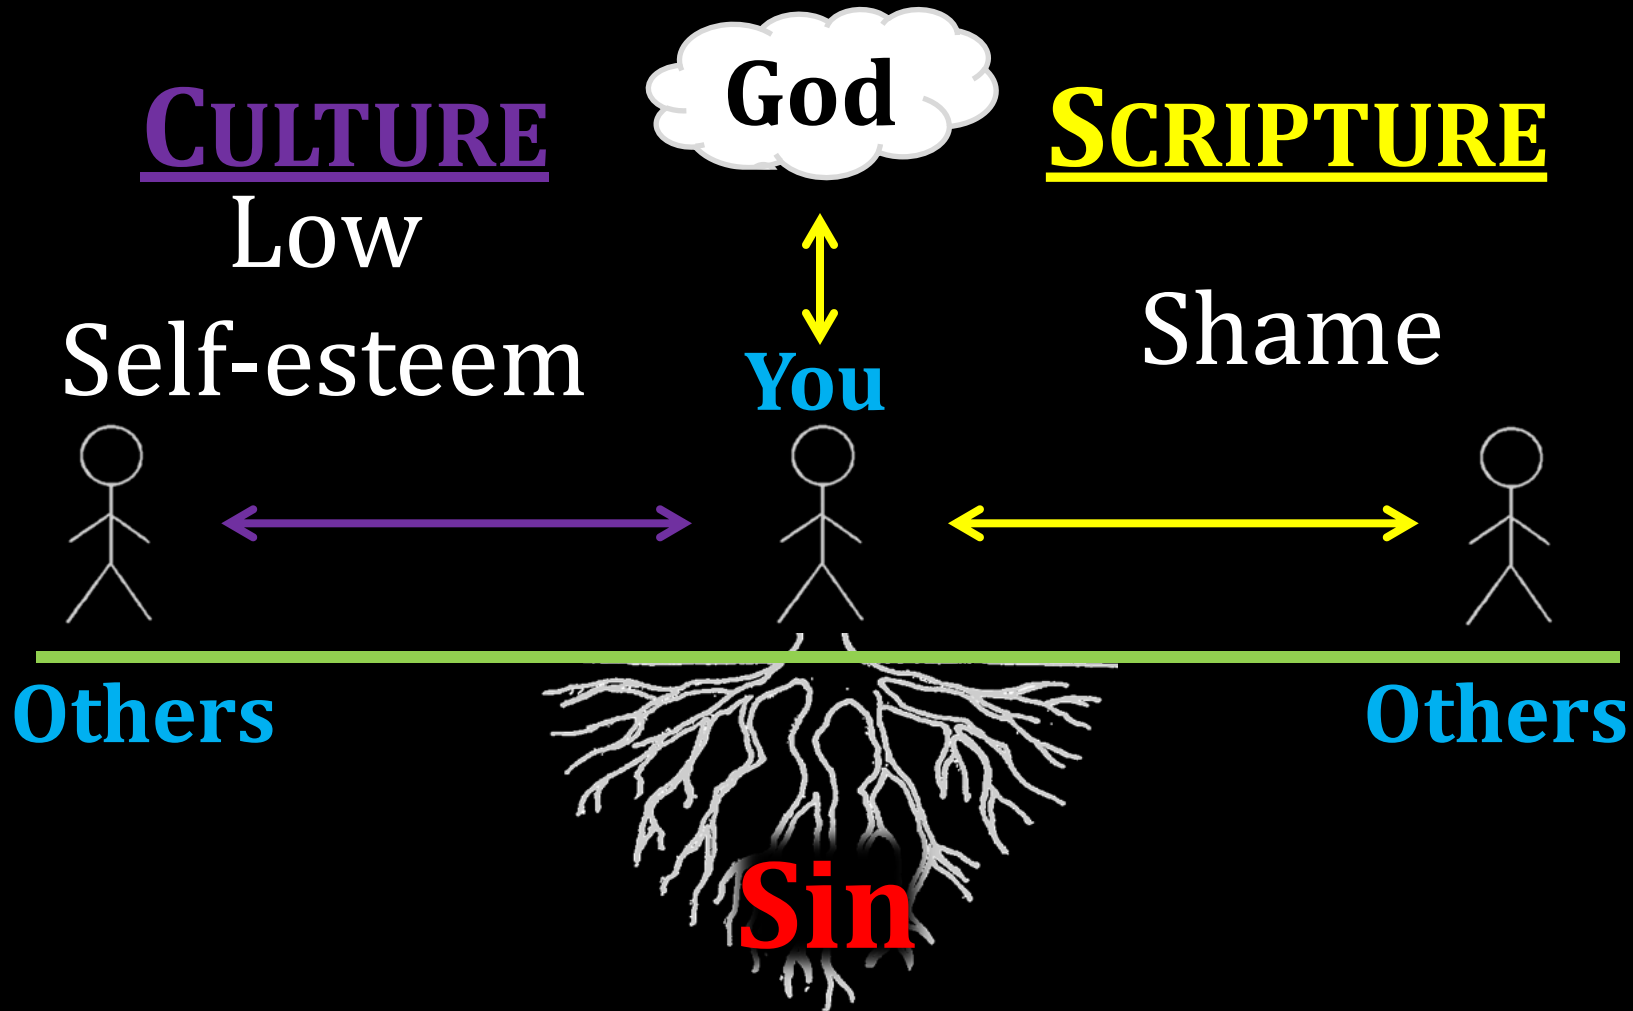 God
CULTURE
SCRIPTURE
Low
Self-esteem
Shame
You
Others
Others
Sin